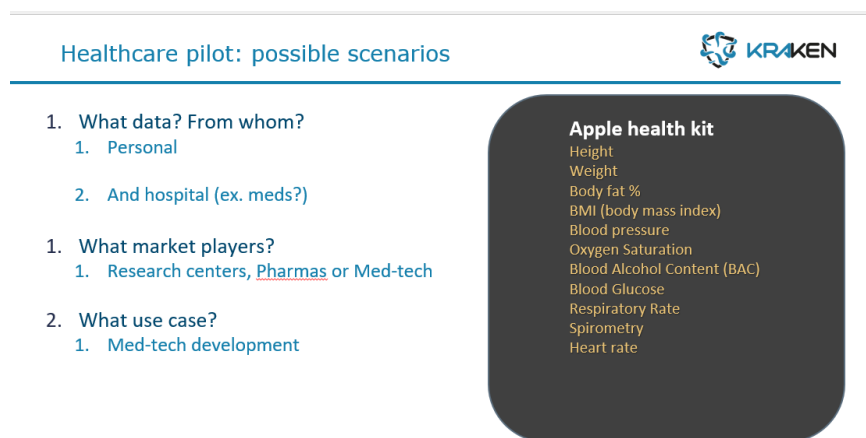 Healthcare pilot: possible scenarios
KRAKEN
1. What data? From whom?
1. Personal
2. And hospital (ex. meds?)
1. What market players?
1. Research centers, Pharmas or Med-tech
2. What use case?
1. Med-tech development
Apple health kit
Height
Weight
Body fat %
BMI (body mass index)
Blood pressure
Oxygen Saturation
Blood Alcohol Content (BAC)
Blood Glucose
Respiratory Rate
Spirometry
Heart rate